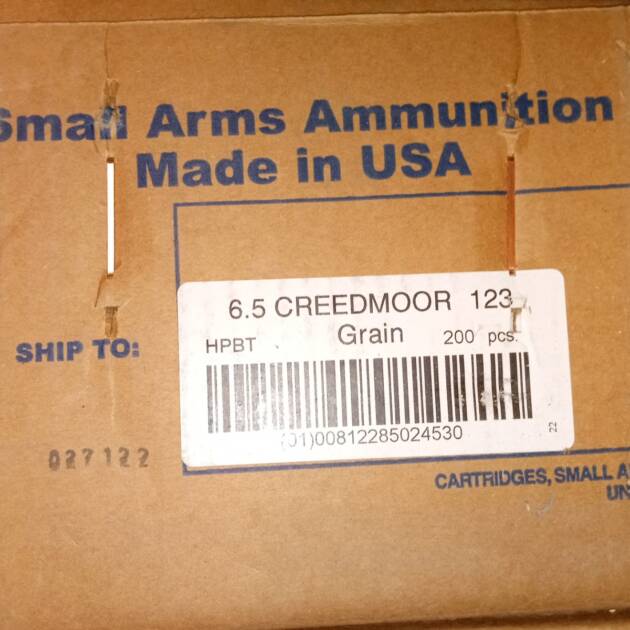 Small Arms Ammunition
Made in USA
6.5 CREEDMOOR 123
Grain
HPBT
200 pcs.
SHIP TO:
(01)00812285024530
22
027122
CARTRIDGES, SMALL